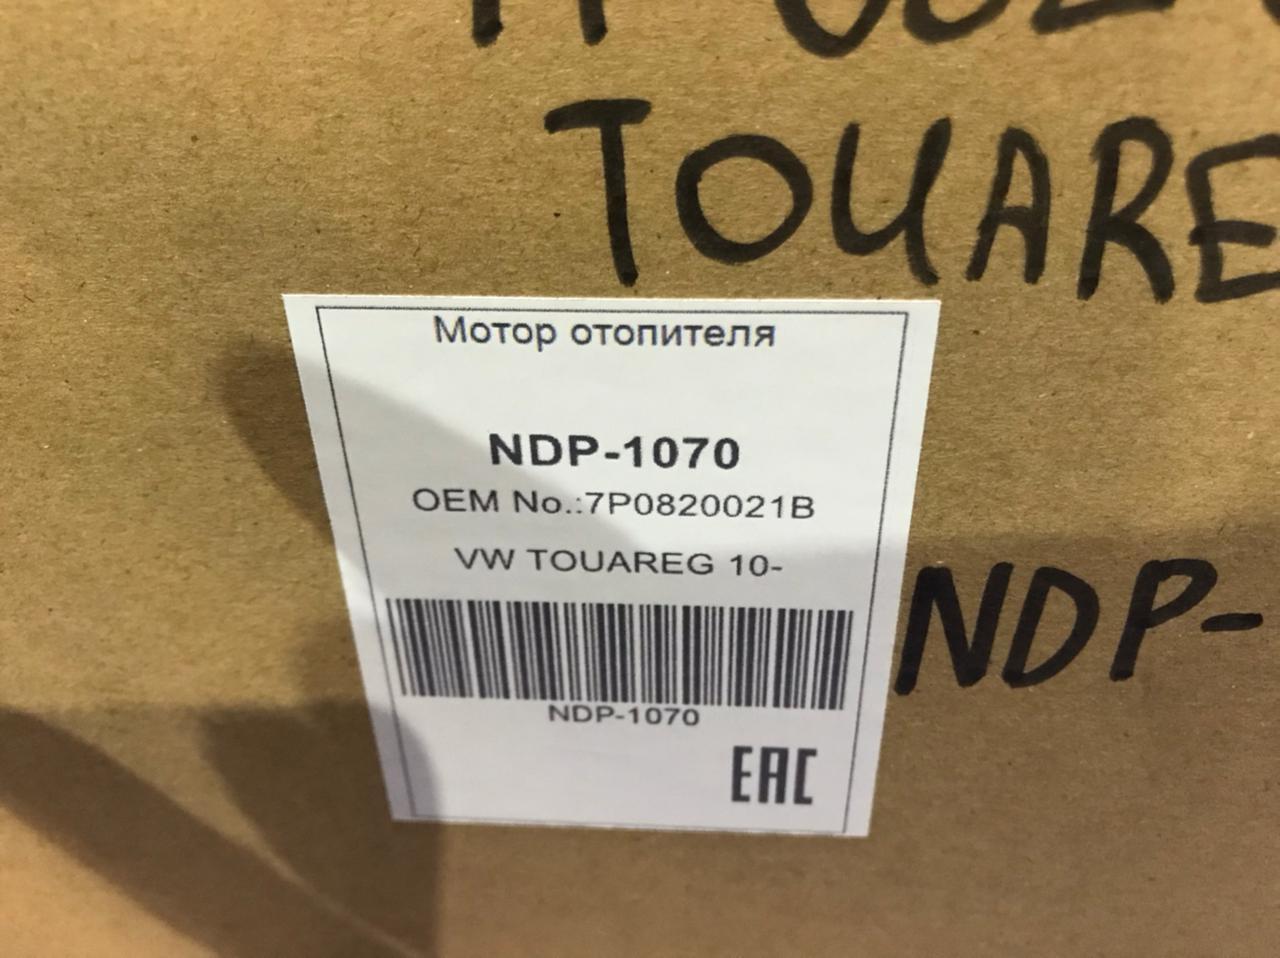 TOUARE
Мотор отопителя
NDP-1070
OEM No.:7P0820021B
VW TOUAREG 10-
NDP-
NDP-1070
EAC